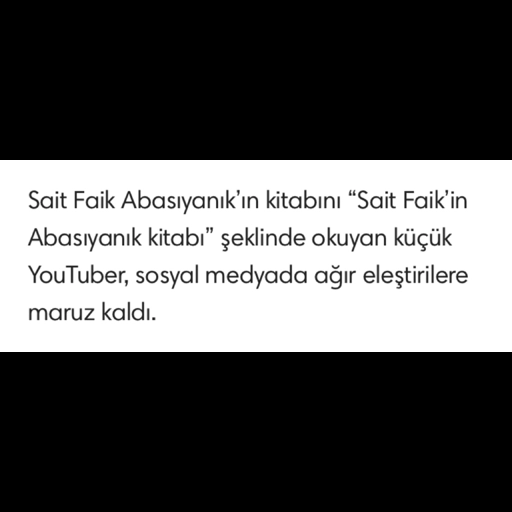 Sait Faik Abasıyanık’ın kitabını “Sait Faik’in
Abasıyanık kitabı” şeklinde okuyan küçük
YouTuber, sosyal medyada ağır eleştirilere
maruz kaldı.